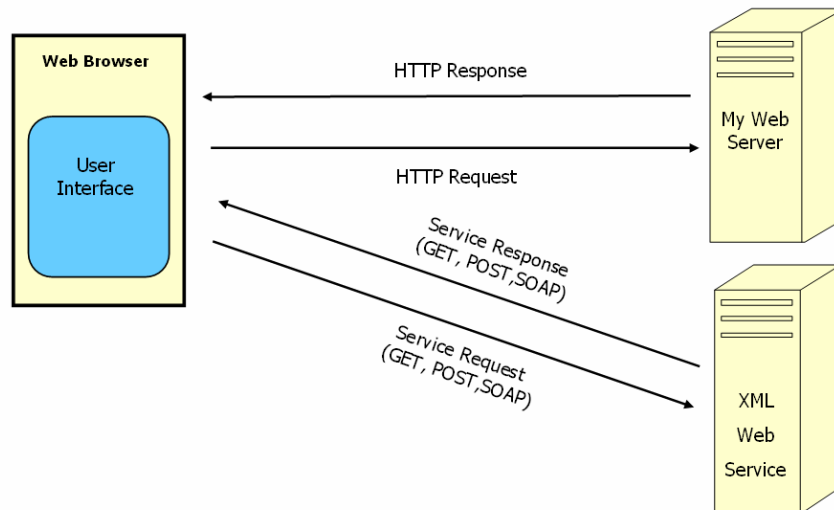 Web Browser
User
Interface
HTTP Response
HTTP Request
My Web
Server
Service Response
(GET, POST,SOAP)
Service Request
(GET, POST,SOAP)
XML
Web
Service